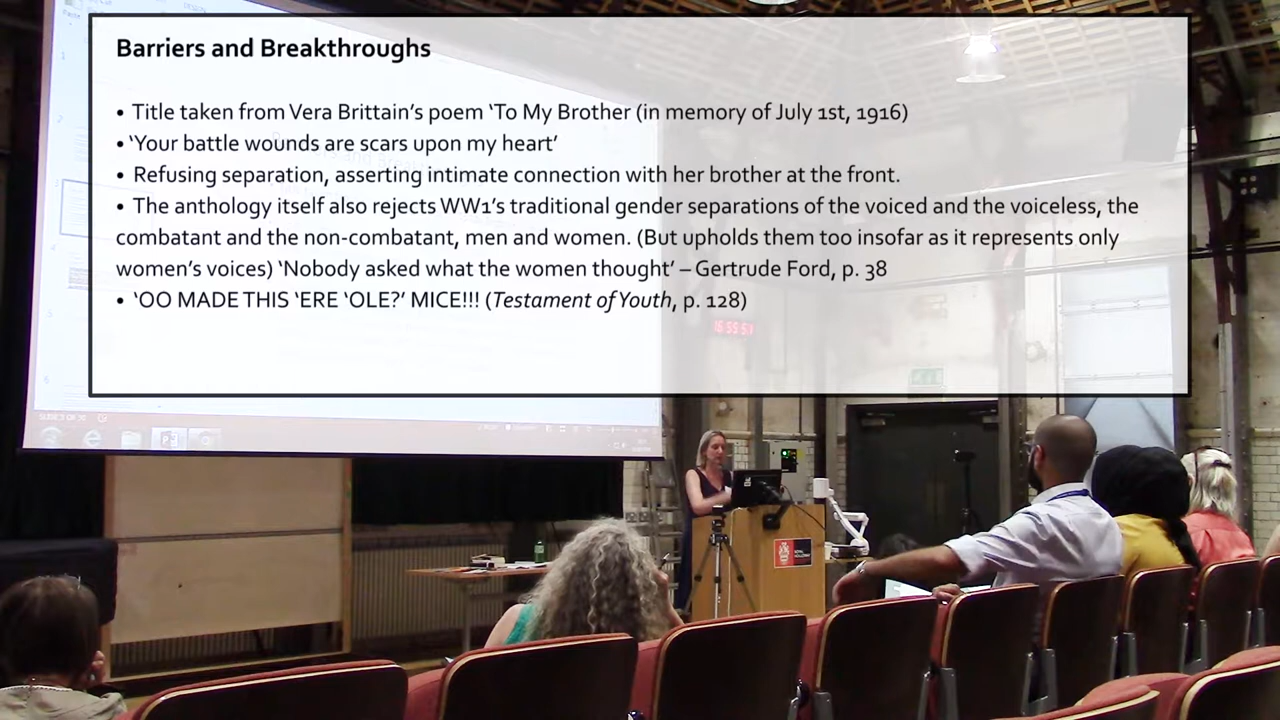 Barriers and Breakthroughs
• Title taken from Vera Brittain's poem 'To My Brother (in memory of July 1st, 1916)
• 'Your battle wounds are scars upon my heart'
• Refusing separation, asserting intimate connection with her brother at the front.
• The anthology itself also rejects WW1's traditional gender separations of the voiced and the voiceless, the
combatant and the non-combatant, men and women. (But upholds them too insofar as it represents only
women's voices) 'Nobody asked what the women thought' – Gertrude Ford, p. 38
• 'OO MADE THIS 'ERE 'OLE?' MICE!!! (Testament of Youth, p. 128)
ROYAL
HOLLOWAY